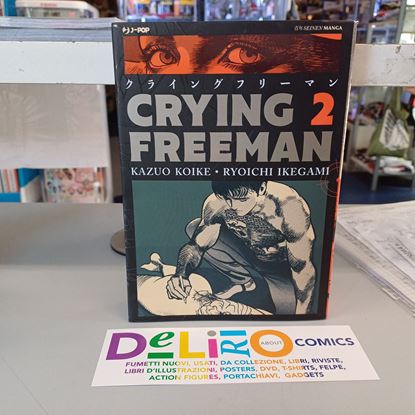 J-POP
SEINEN MANGA
クライングフリーマン
CRYING 2
FREEMAN
KAZUO KOIKE • RYOICHI IKEGAMI
DeLiRiO ABOUT COMICS
FUMETTI NUOVI, USATI, DA COLLEZIONE, LIBRI, RIVISTE,
LIBRI D'ILLUSTRAZIONI, POSTERS, DVD, T-SHIRTS, FELPE,
ACTION FIGURES, PORTACHIAVI, GADGETS